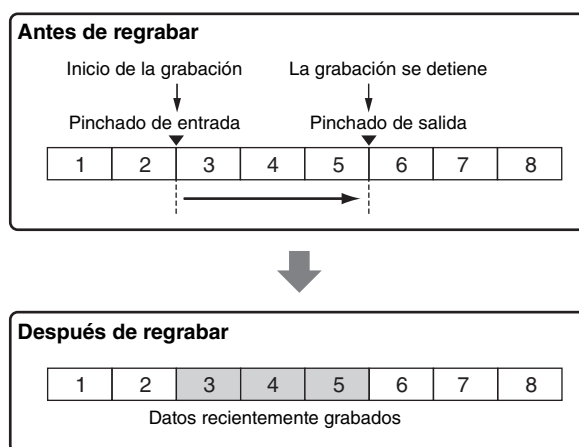 Antes de regrabar
Inicio de la grabación
La grabación se detiene
Pinchado de entrada
Pinchado de salida
1 2 3 4 5 6 7 8
Después de regrabar
1 2 3 4 5 6 7 8
Datos recientemente grabados